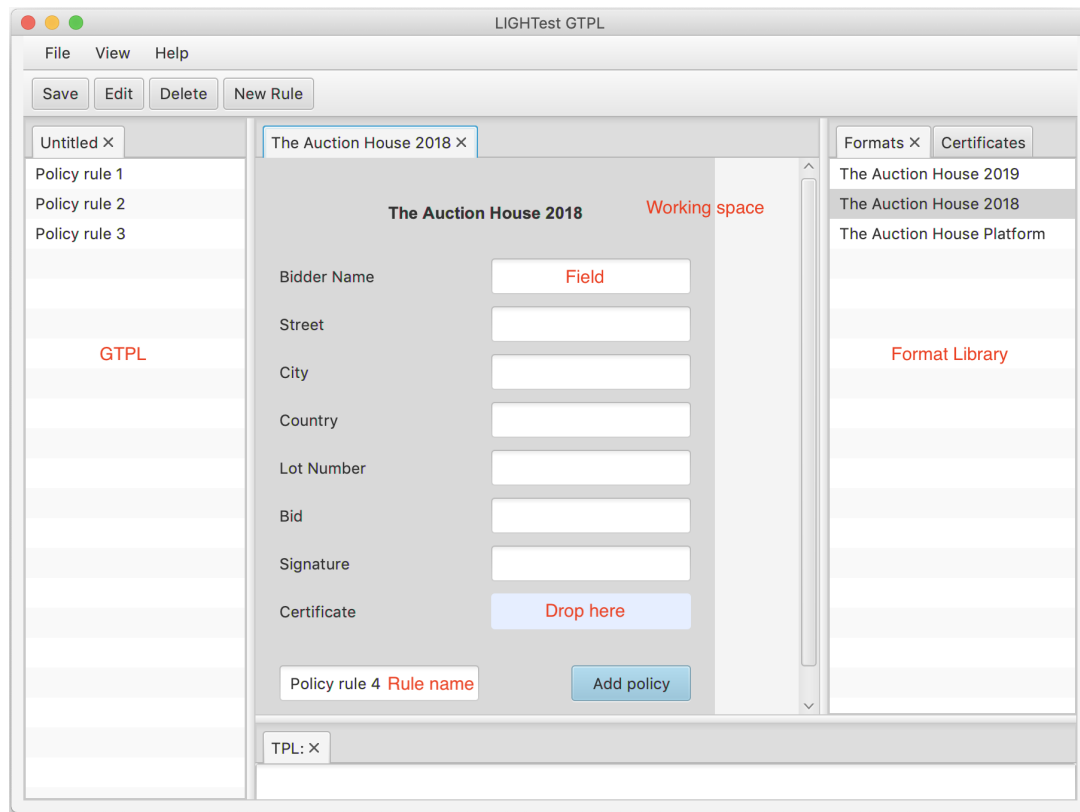 LIGHTest GTPL
File View Help
Save Edit Delete New Rule
Untitled ×
Policy rule 1
Policy rule 2
Policy rule 3
GTPL
The Auction House 2018 ×
The Auction House 2018
Working space
Bidder Name Field
Street
City
Country
Lot Number
Bid
Signature
Certificate Drop here
Policy rule 4 Rule name Add policy
Formats × Certificates
The Auction House 2019
The Auction House 2018
The Auction House Platform
Format Library
TPL: ×